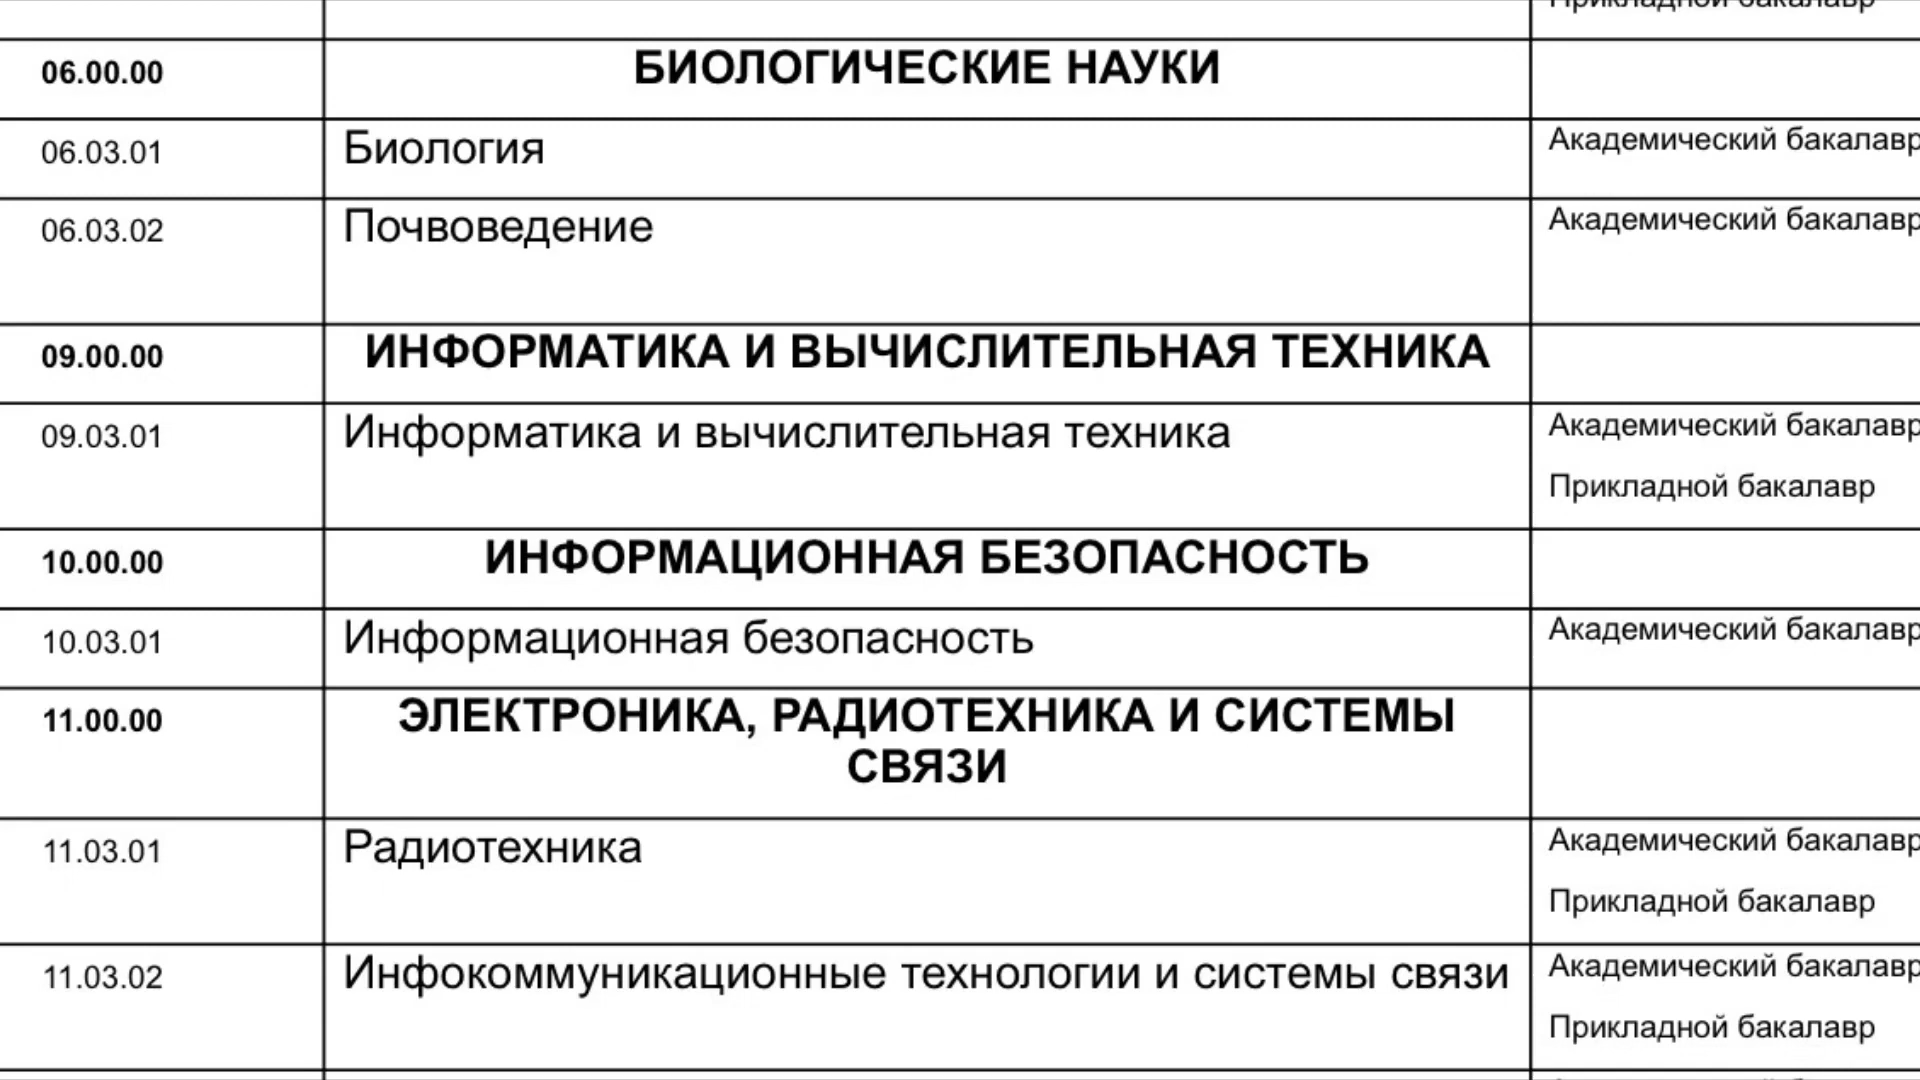 Прикладной бакалавр
06.00.00 БИОЛОГИЧЕСКИЕ НАУКИ
06.03.01 Биология Академический бакалавр
06.03.02 Почвоведение Академический бакалавр
09.00.00 ИНФОРМАТИКА И ВЫЧИСЛИТЕЛЬНАЯ ТЕХНИКА
09.03.01 Информатика и вычислительная техника Академический бакалавр
Прикладной бакалавр
10.00.00 ИНФОРМАЦИОННАЯ БЕЗОПАСНОСТЬ
10.03.01 Информационная безопасность Академический бакалавр
11.00.00 ЭЛЕКТРОНИКА, РАДИОТЕХНИКА И СИСТЕМЫ
СВЯЗИ
11.03.01 Радиотехника Академический бакалавр
Прикладной бакалавр
11.03.02 Инфокоммуникационные технологии и системы связи Академический бакалавр
Прикладной бакалавр